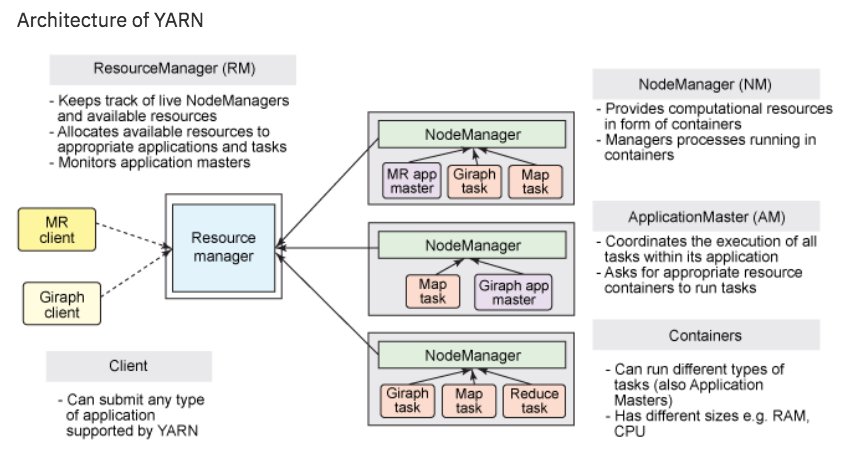 Architecture of YARN
ResourceManager (RM)
- Keeps track of live NodeManagers
and available resources
- Allocates available resources to
appropriate applications and tasks
- Monitors application masters
MR
client
Giraph
client
Resource
manager
Client
- Can submit any type
of application
supported by YARN
NodeManager
MR app
master
Giraph
task
Map
task
NodeManager
Map
task
Giraph app
master
NodeManager
Giraph
task
Map
task
Reduce
task
NodeManager (NM)
- Provides computational resources
in form of containers
- Managers processes running in
containers
ApplicationMaster (AM)
- Coordinates the execution of all
tasks within its application
- Asks for appropriate resource
containers to run tasks
Containers
- Can run different types of
tasks (also Application
Masters)
- Has different sizes e.g. RAM,
CPU